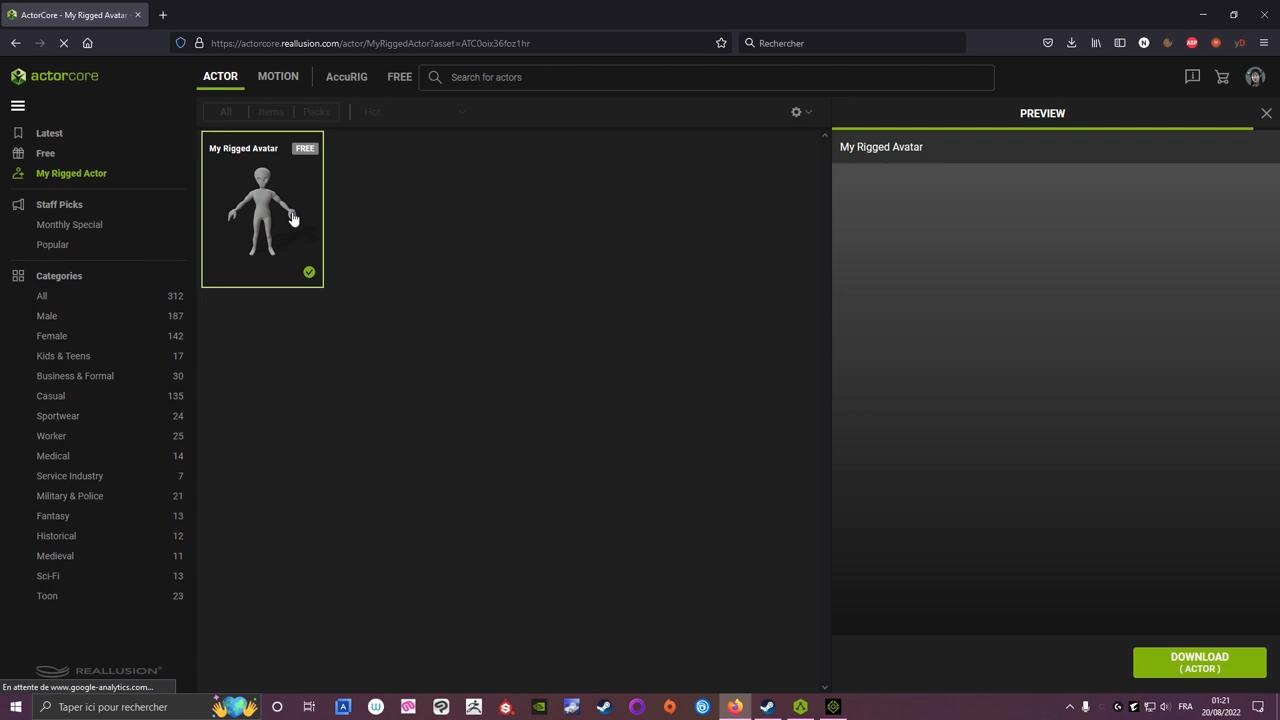 ActorCore - My Rigged Avatar
https://actorcore.reallusion.com/actor/MyRiggedActor?asset=ATC0oix36foz1hr
Rechercher
actorcore
ACTOR
MOTION
AccuRIG
FREE
Search for actors
All
Items
Packs
Hot
PREVIEW
My Rigged Avatar
Latest
Free
My Rigged Actor
Staff Picks
Monthly Special
Popular
Categories
All 312
Male 187
Female 142
Kids & Teens 17
Business & Formal 30
Casual 135
Sportwear 24
Worker 25
Medical 14
Service Industry 7
Military & Police 21
Fantasy 13
Historical 12
Medieval 11
Sci-Fi 13
Toon 23
My Rigged Avatar
FREE
DOWNLOAD
( ACTOR )
REALLUSION
En attente de www.google-analytics.com...
Taper ici pour rechercher
01:21
20/08/2022